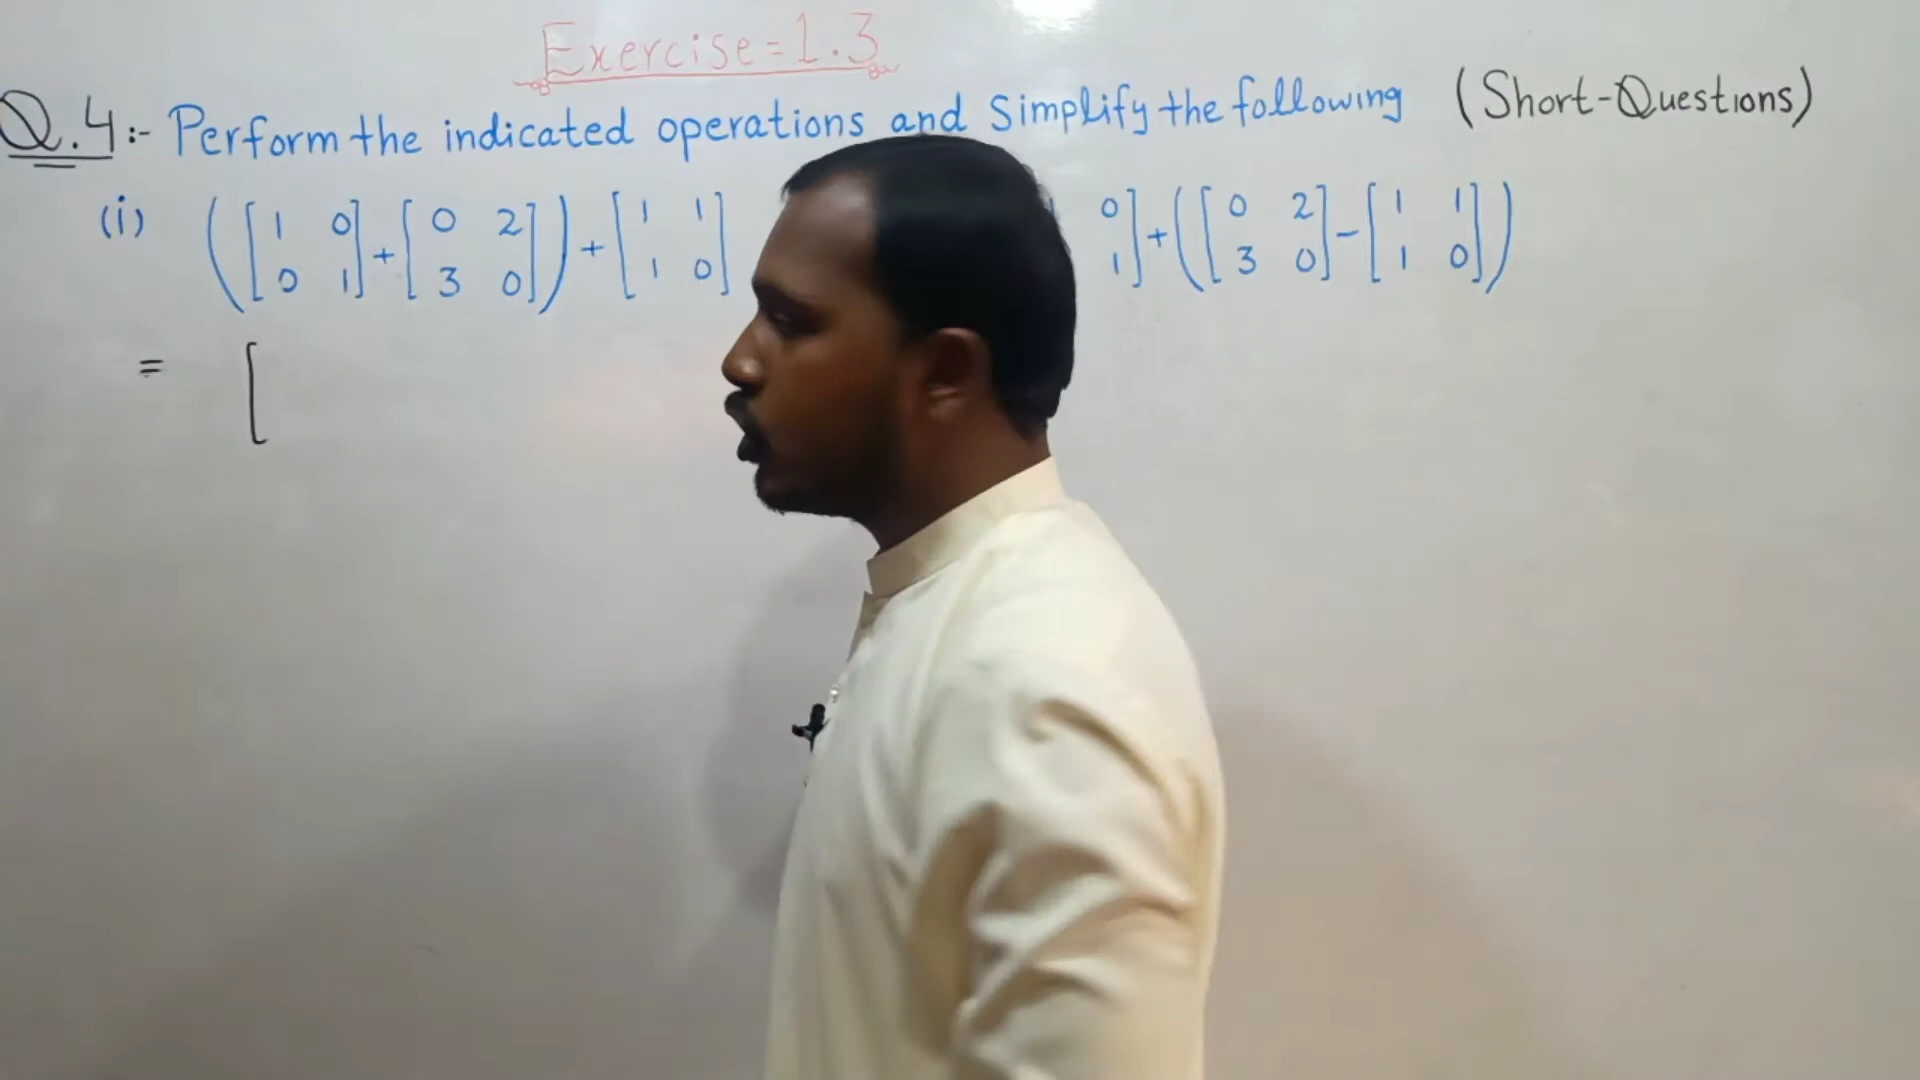 Exercise=1.3
Q.4:- Perform the indicated operations and Simplify the following (Short-Questions)
(i) ([1 0] + [0 2]) + [1 1] 0] + ([0 2] - [1 1])
[0 1] [3 0] [1 0] 1] [3 0] [1 0]
= [